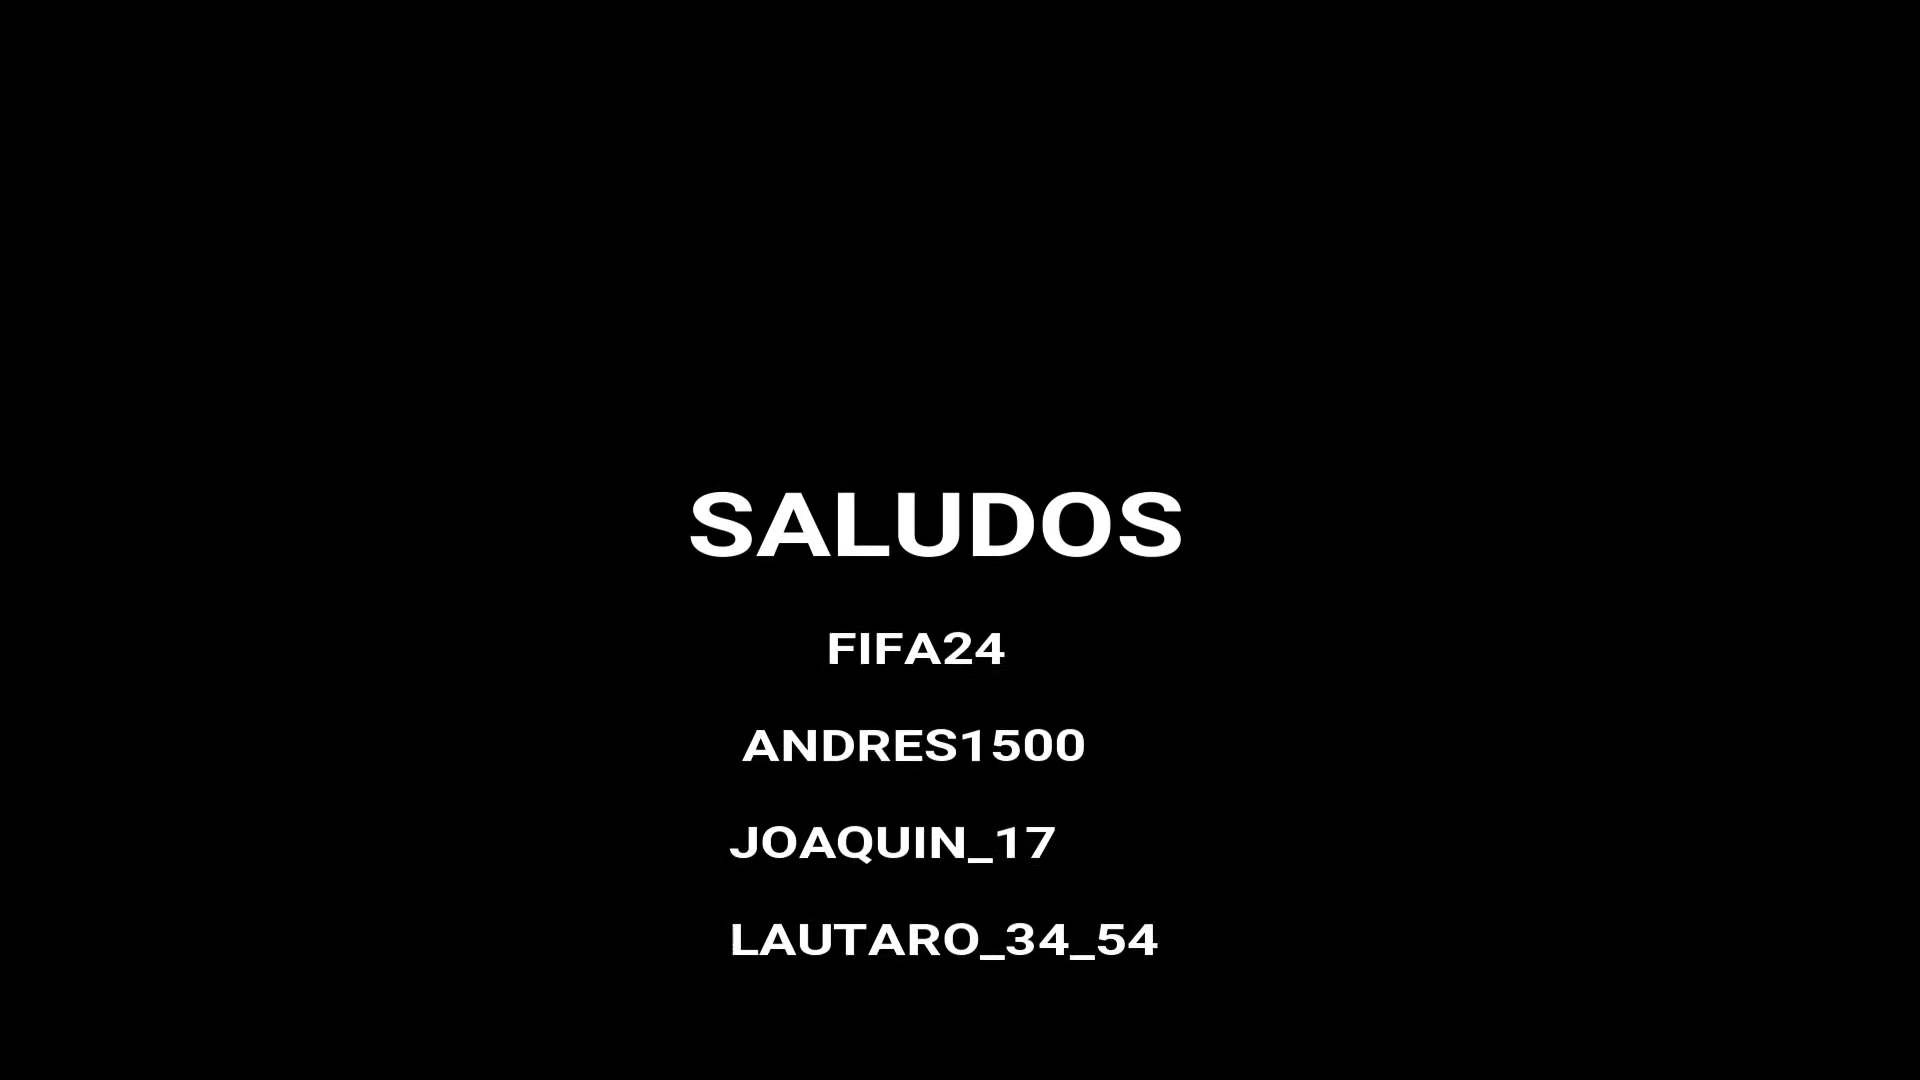 SALUDOS
FIFA24
ANDRES1500
JOAQUIN_17
LAUTARO_34_54